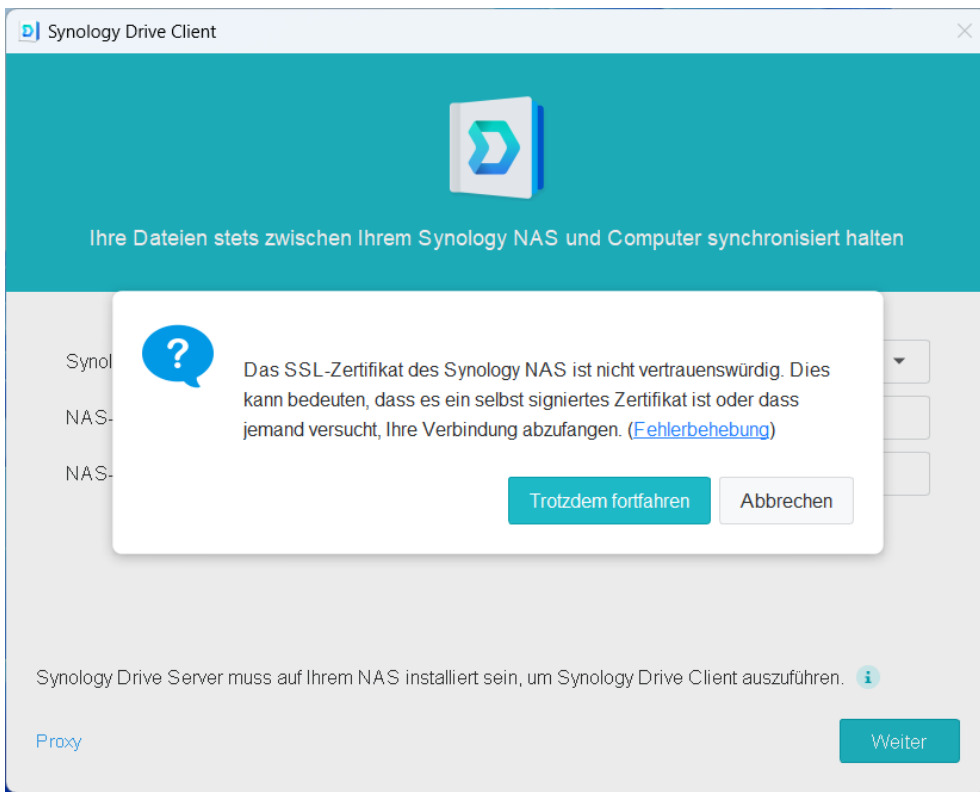 Synology Drive Client
Ihre Dateien stets zwischen Ihrem Synology NAS und Computer synchronisiert halten
Das SSL-Zertifikat des Synology NAS ist nicht vertrauenswürdig. Dies
kann bedeuten, dass es ein selbst signiertes Zertifikat ist oder dass
jemand versucht, Ihre Verbindung abzufangen. (Fehlerbehebung)
Trotzdem fortfahren
Abbrechen
NAS-
NAS-
Synology Drive Server muss auf Ihrem NAS installiert sein, um Synology Drive Client auszuführen.
Proxy
Weiter